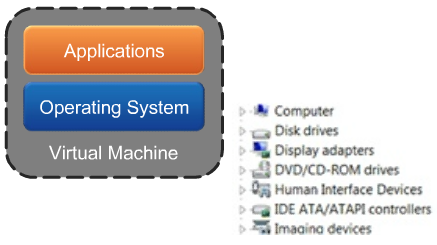 Applications
Operating System
Virtual Machine
Computer
Disk drives
Display adapters
DVD/CD-ROM drives
Human Interface Devices
IDE ATA/ATAPI controllers
Imaging devices